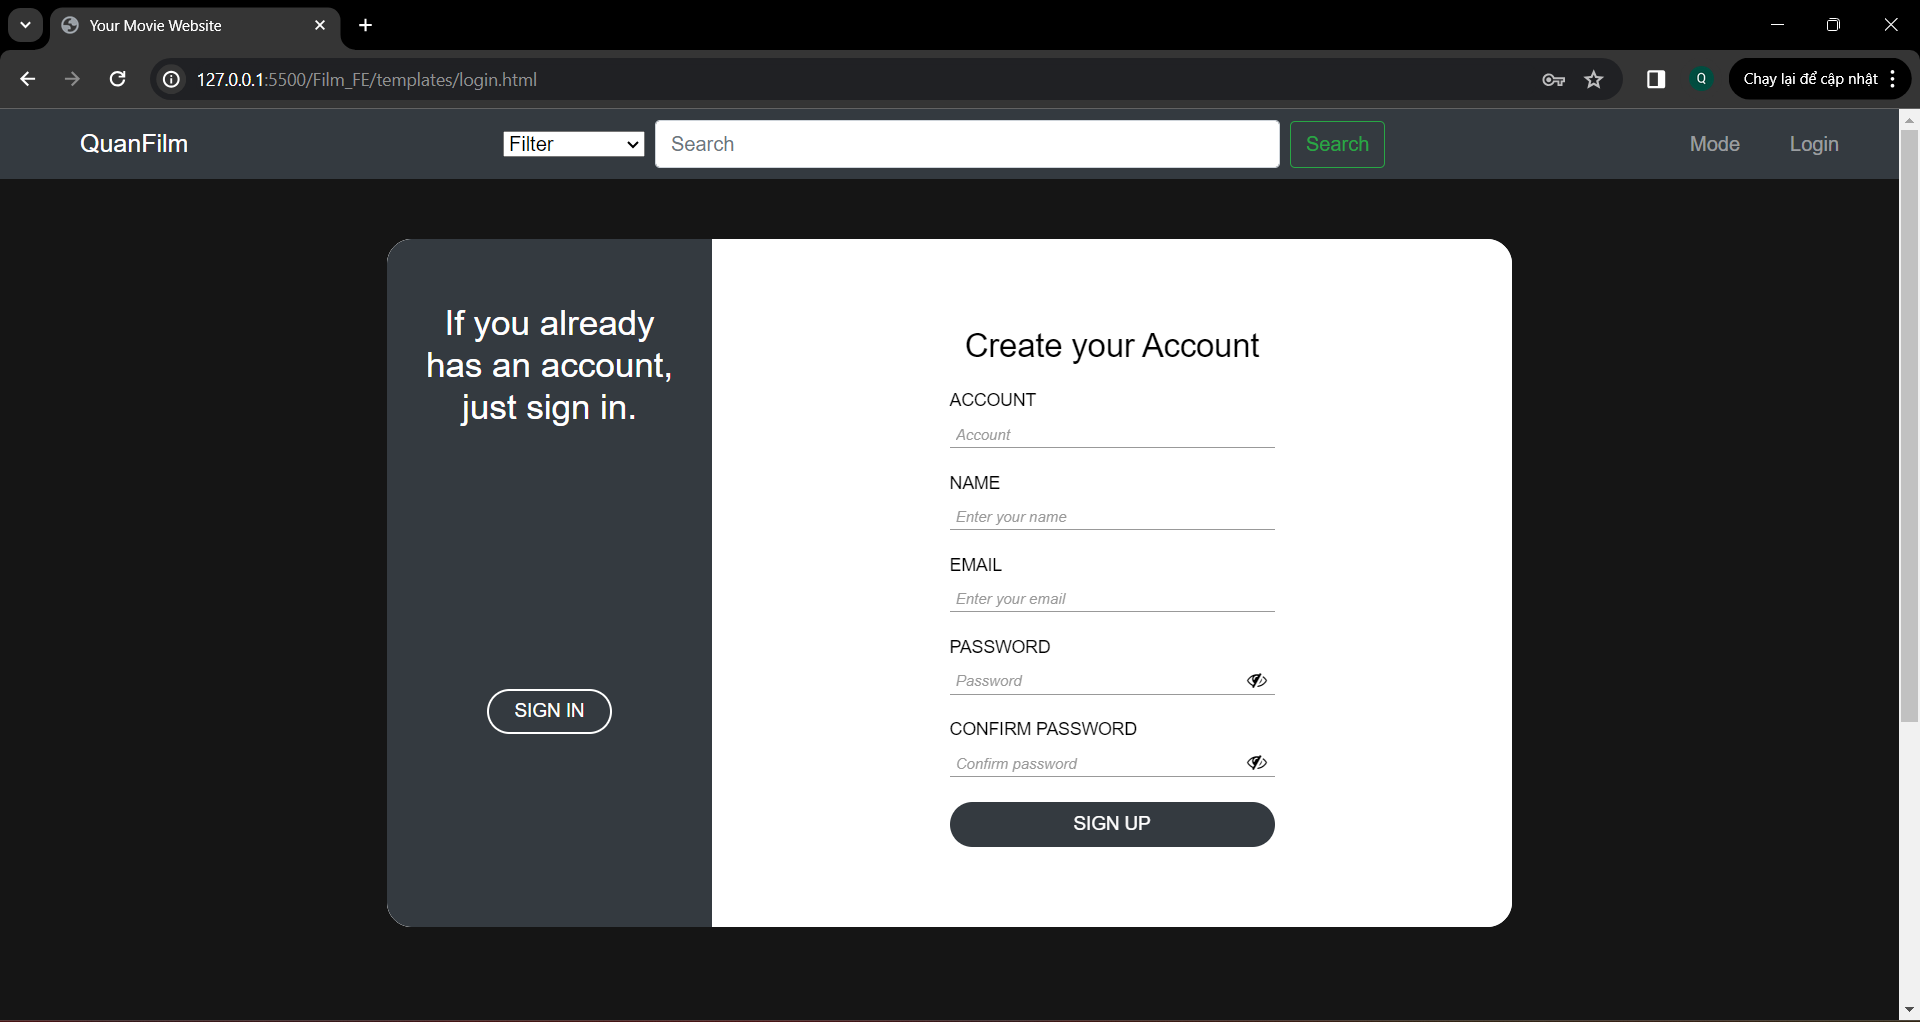 Your Movie Website
127.0.0.1:5500/Film_FE/templates/login.html
Q
Chạy lại để cập nhật
QuanFilm
Filter
Search
Search
Mode
Login
If you already
has an account,
just sign in.
SIGN IN
Create your Account
ACCOUNT
Account
NAME
Enter your name
EMAIL
Enter your email
PASSWORD
Password
CONFIRM PASSWORD
Confirm password
SIGN UP